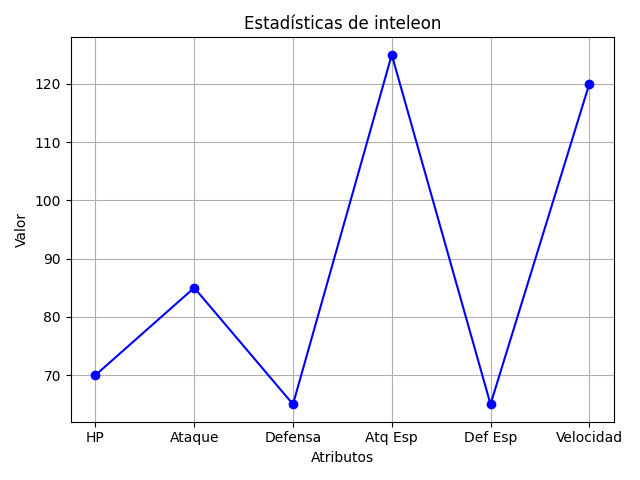 Estadísticas de inteleon
Valor
120
110
100
90
80
70
HP Ataque Defensa Atq Esp Def Esp Velocidad
Atributos